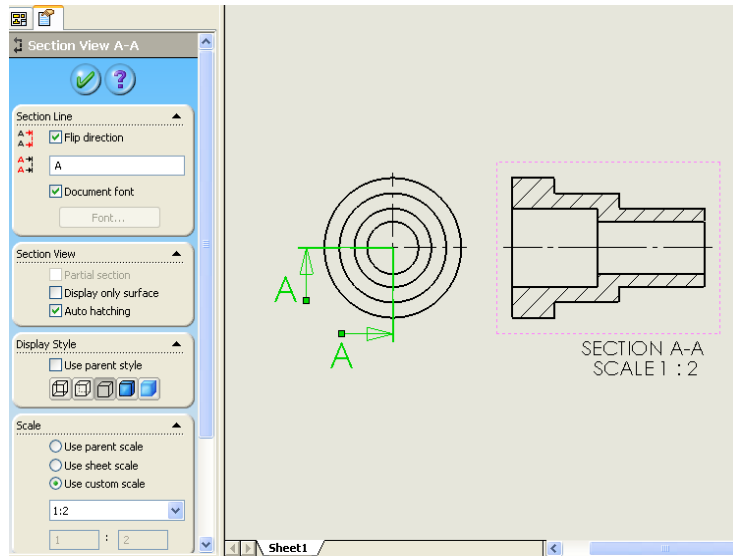 Section View A-A
?
Section Line
Flip direction
A
Document font
Font...
Section View
Partial section
Display only surface
Auto hatching
Display Style
Use parent style
Scale
Use parent scale
Use sheet scale
Use custom scale
1:2
1 : 2
A
A
SECTION A-A
SCALE 1 : 2
Sheet1